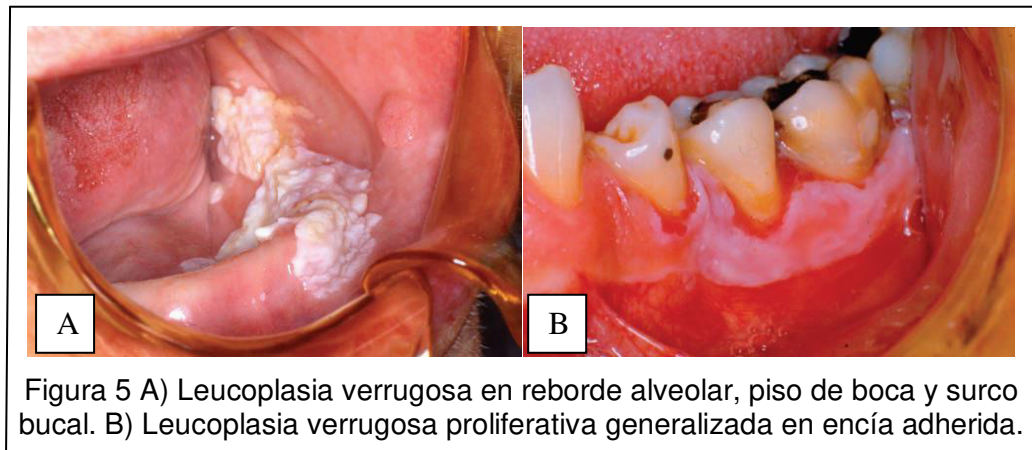 A
B
Figura 5 A) Leucoplasia verrugosa en reborde alveolar, piso de boca y surco
bucal. B) Leucoplasia verrugosa proliferativa generalizada en encía adherida.